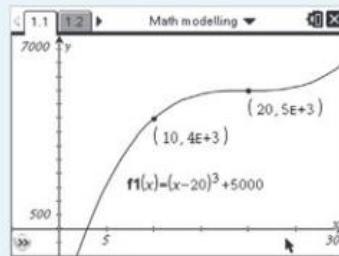 1.1 1.2 Math modelling
7000 y
(20, 5E+3)
(10, 4E+3)
f1(x)=(x-20)³+5000
500
x
5 30